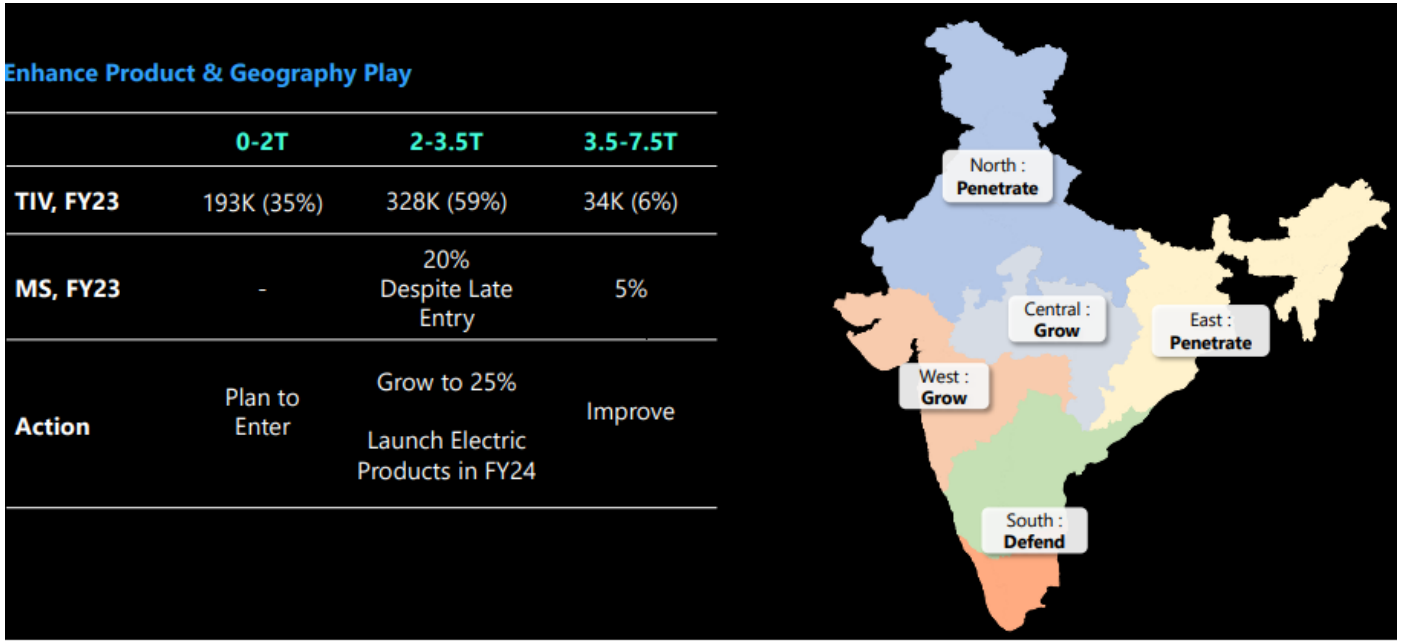 Enhance Product & Geography Play
0-2T 2-3.5T 3.5-7.5T
TIV, FY23 193K (35%) 328K (59%) 34K (6%)
MS, FY23 - 20%
Despite Late
Entry 5%
Action Plan to
Enter Grow to 25%
Launch Electric
Products in FY24 Improve
North :
Penetrate
Central :
Grow
East :
Penetrate
West :
Grow
South :
Defend